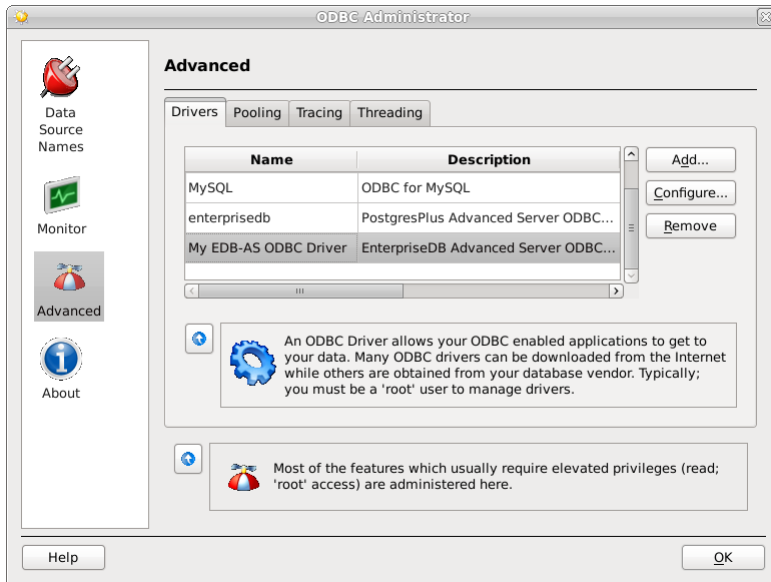 ODBC Administrator
Data
Source
Names
Monitor
Advanced
About
Advanced
Drivers Pooling Tracing Threading
Name Description
MySQL ODBC for MySQL
enterprisedb PostgresPlus Advanced Server ODBC...
My EDB-AS ODBC Driver EnterpriseDB Advanced Server ODBC...
Add...
Configure...
Remove
An ODBC Driver allows your ODBC enabled applications to get to
your data. Many ODBC drivers can be downloaded from the Internet
while others are obtained from your database vendor. Typically;
you must be a 'root' user to manage drivers.
Most of the features which usually require elevated privileges (read;
'root' access) are administered here.
Help
OK